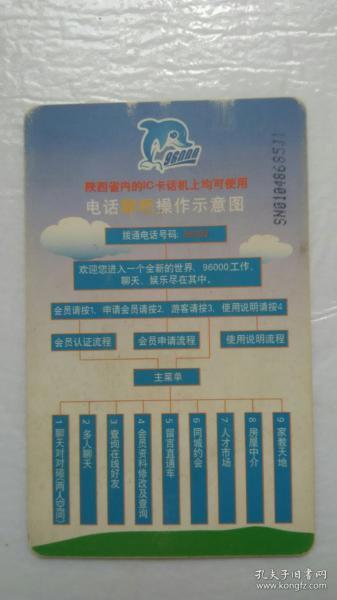 96000
陕西省内的IC卡话机上均可使用
电话聊吧操作示意图
SN010486685J1
拨通电话号码: 96000
欢迎您进入一个全新的世界、96000工作、
聊天、娱乐尽在其中。
会员请按1、申请会员请按2、游客请按3、使用说明请按4
会员认证流程
会员申请流程
使用说明流程
主菜单
1 聊天对对碰(两人空间)
2 多人聊天
3 查询在线好友
4 会员资料修改及查询
5 留言直通车
6 同城约会
7 人才市场
8 房屋中介
9 家教天地
孔夫子旧书网